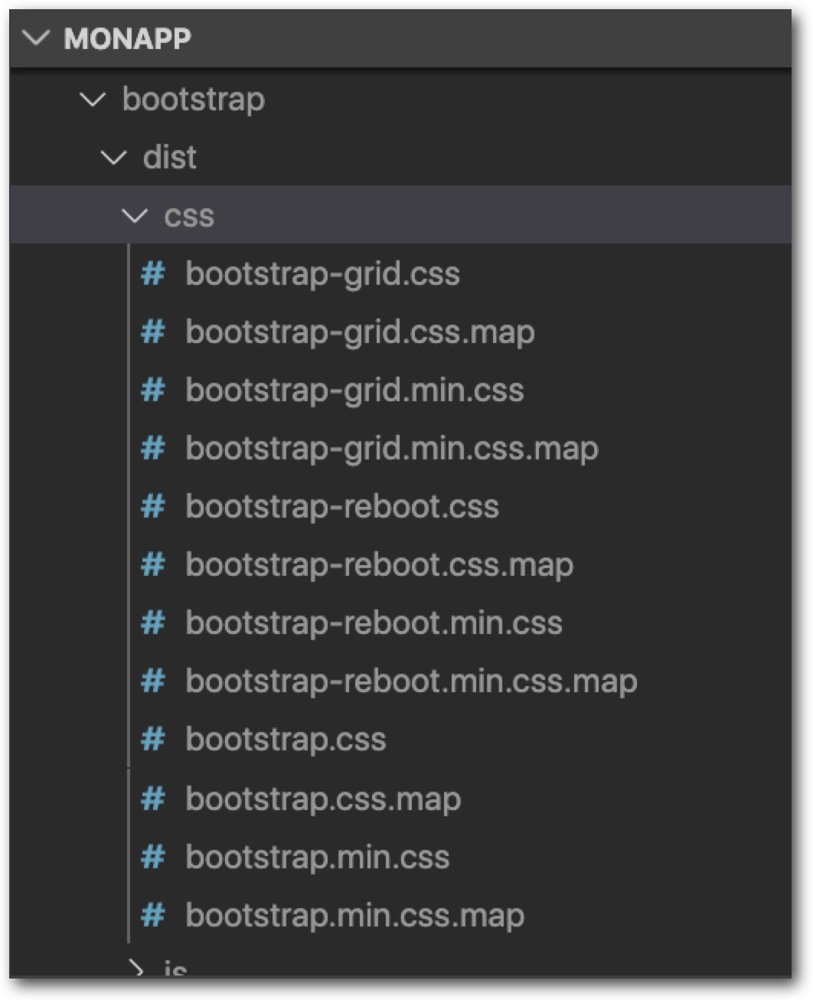 MONAPP
bootstrap
dist
css
# bootstrap-grid.css
# bootstrap-grid.css.map
# bootstrap-grid.min.css
# bootstrap-grid.min.css.map
# bootstrap-reboot.css
# bootstrap-reboot.css.map
# bootstrap-reboot.min.css
# bootstrap-reboot.min.css.map
# bootstrap.css
# bootstrap.css.map
# bootstrap.min.css
# bootstrap.min.css.map
js